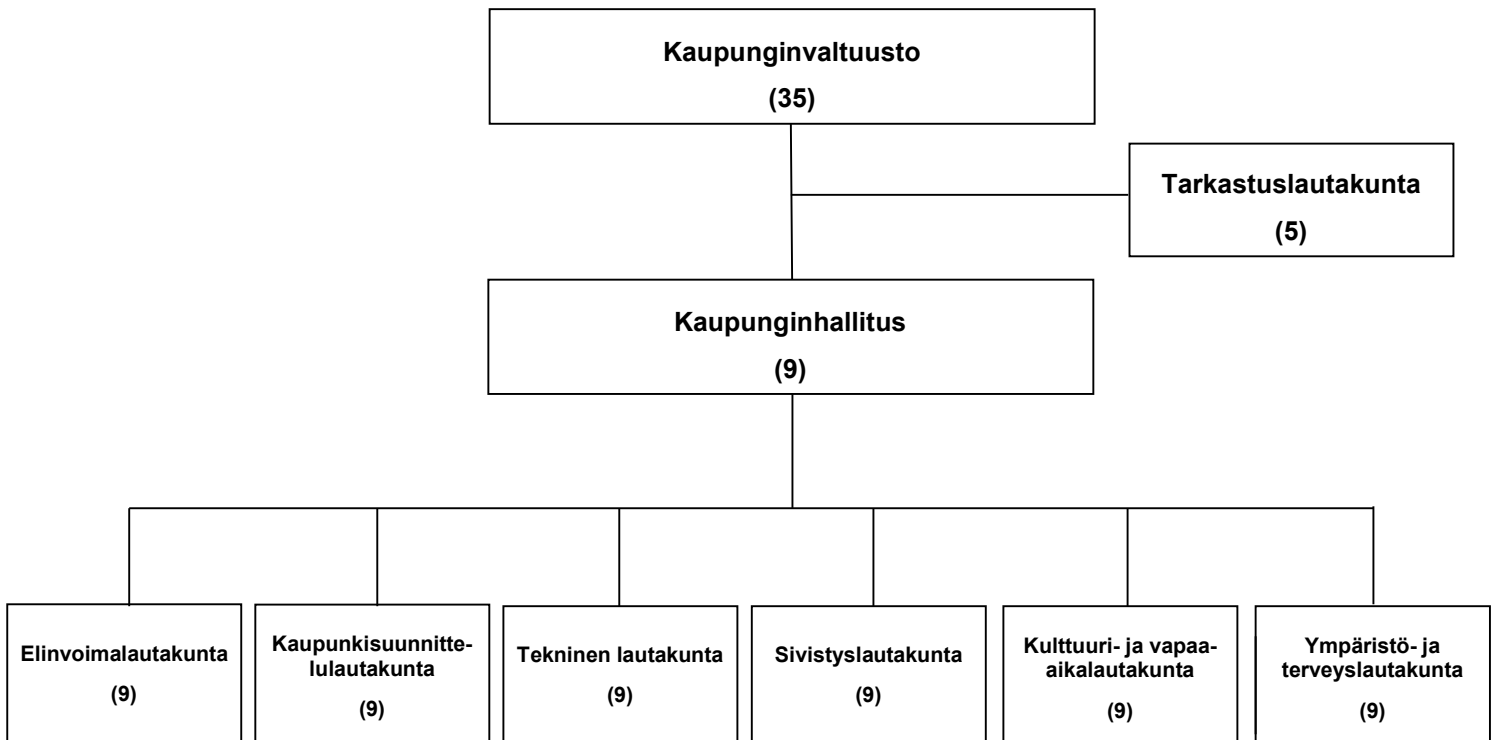 Kaupunginvaltuusto
(35)
Tarkastuslautakunta
(5)
Kaupunginhallitus
(9)
Elinvoimalautakunta
(9)
Kaupunkisuunnitte-
lulautakunta
(9)
Tekninen lautakunta
(9)
Sivistyslautakunta
(9)
Kulttuuri- ja vapaa-
aikalautakunta
(9)
Ympäristö- ja
terveyslautakunta
(9)